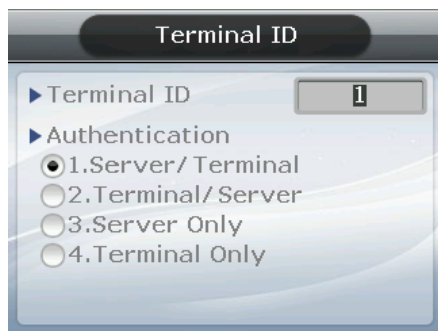 Terminal ID
Terminal ID 1
Authentication
1.Server/Terminal
2.Terminal/Server
3.Server Only
4.Terminal Only